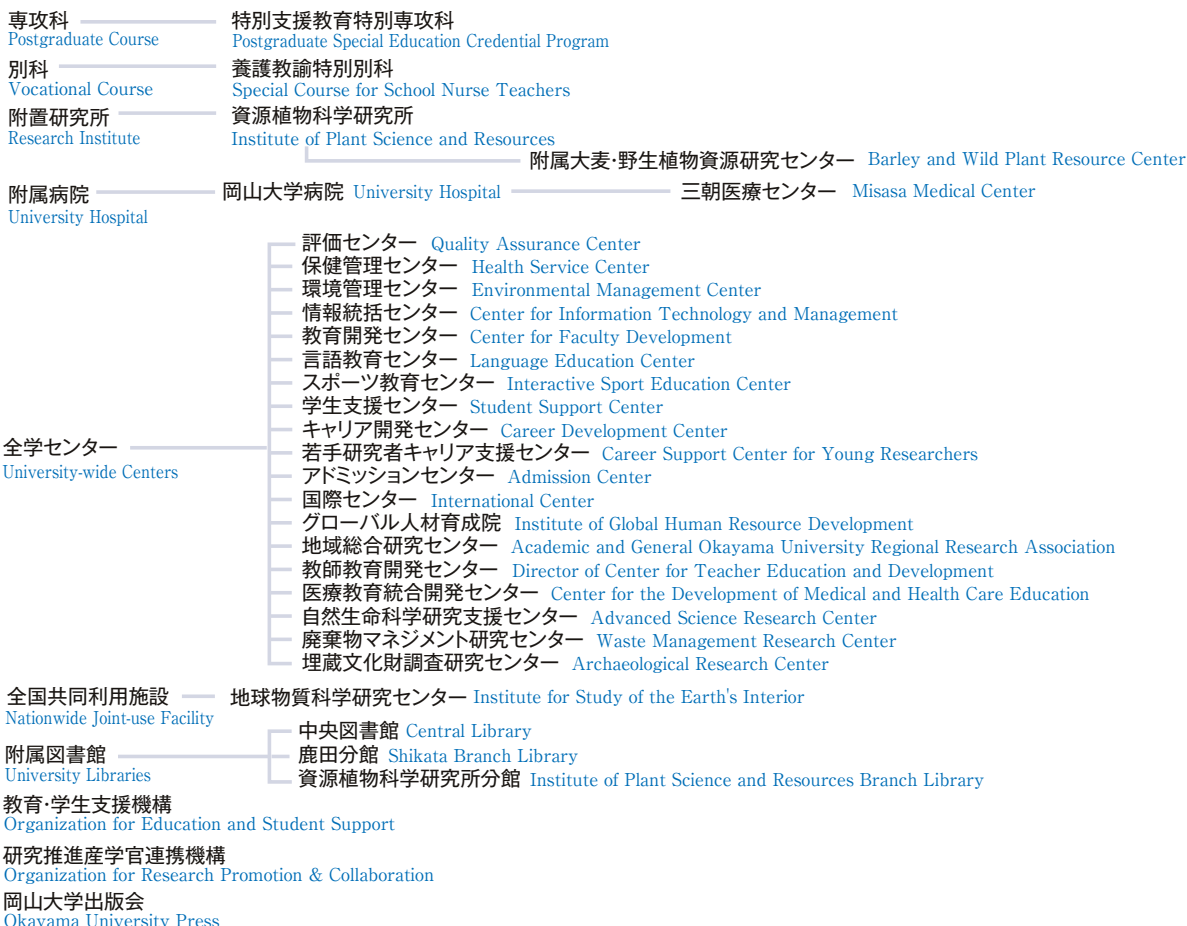 専攻科 特別支援教育特別専攻科
Postgraduate Course Postgraduate Special Education Credential Program
別科 養護教諭特別別科
Vocational Course Special Course for School Nurse Teachers
附置研究所 資源植物科学研究所
Research Institute Institute of Plant Science and Resources
附属大麦・野生植物資源研究センター Barley and Wild Plant Resource Center
附属病院 岡山大学病院 University Hospital 三朝医療センター Misasa Medical Center
University Hospital
評価センター Quality Assurance Center
保健管理センター Health Service Center
環境管理センター Environmental Management Center
情報統括センター Center for Information Technology and Management
教育開発センター Center for Faculty Development
言語教育センター Language Education Center
スポーツ教育センター Interactive Sport Education Center
学生支援センター Student Support Center
キャリア開発センター Career Development Center
全学センター
University-wide Centers
若手研究者キャリア支援センター Career Support Center for Young Researchers
アドミッションセンター Admission Center
国際センター International Center
グローバル人材育成院 Institute of Global Human Resource Development
地域総合研究センター Academic and General Okayama University Regional Research Association
教師教育開発センター Director of Center for Teacher Education and Development
医療教育統合開発センター Center for the Development of Medical and Health Care Education
自然生命科学研究支援センター Advanced Science Research Center
廃棄物マネジメント研究センター Waste Management Research Center
埋蔵文化財調査研究センター Archaeological Research Center
全国共同利用施設 地球物質科学研究センター Institute for Study of the Earth's Interior
Nationwide Joint-use Facility
中央図書館 Central Library
附属図書館 鹿田分館 Shikata Branch Library
University Libraries 資源植物科学研究所分館 Institute of Plant Science and Resources Branch Library
教育・学生支援機構
Organization for Education and Student Support
研究推進産学官連携機構
Organization for Research Promotion & Collaboration
岡山大学出版会
Okayama University Press